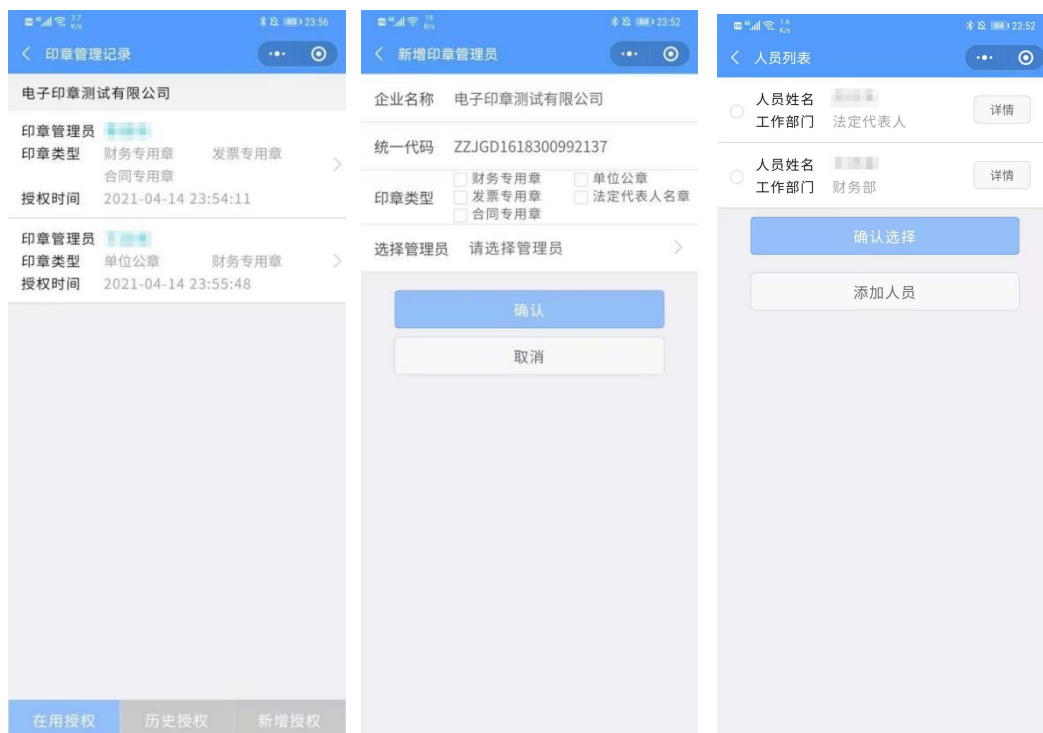 23:56
印章管理记录
电子印章测试有限公司
印章管理员
印章类型 财务专用章 发票专用章
合同专用章
授权时间 2021-04-14 23:54:11
印章管理员
印章类型 单位公章 财务专用章
授权时间 2021-04-14 23:55:48
在用授权 历史授权 新增授权
23:52
新增印章管理员
企业名称 电子印章测试有限公司
统一代码 ZZJGD1618300992137
印章类型
财务专用章 单位公章
发票专用章 法定代表人名章
合同专用章
选择管理员 请选择管理员
确认
取消
23:52
人员列表
人员姓名
工作部门 法定代表人
详情
人员姓名
工作部门 财务部
详情
确认选择
添加人员